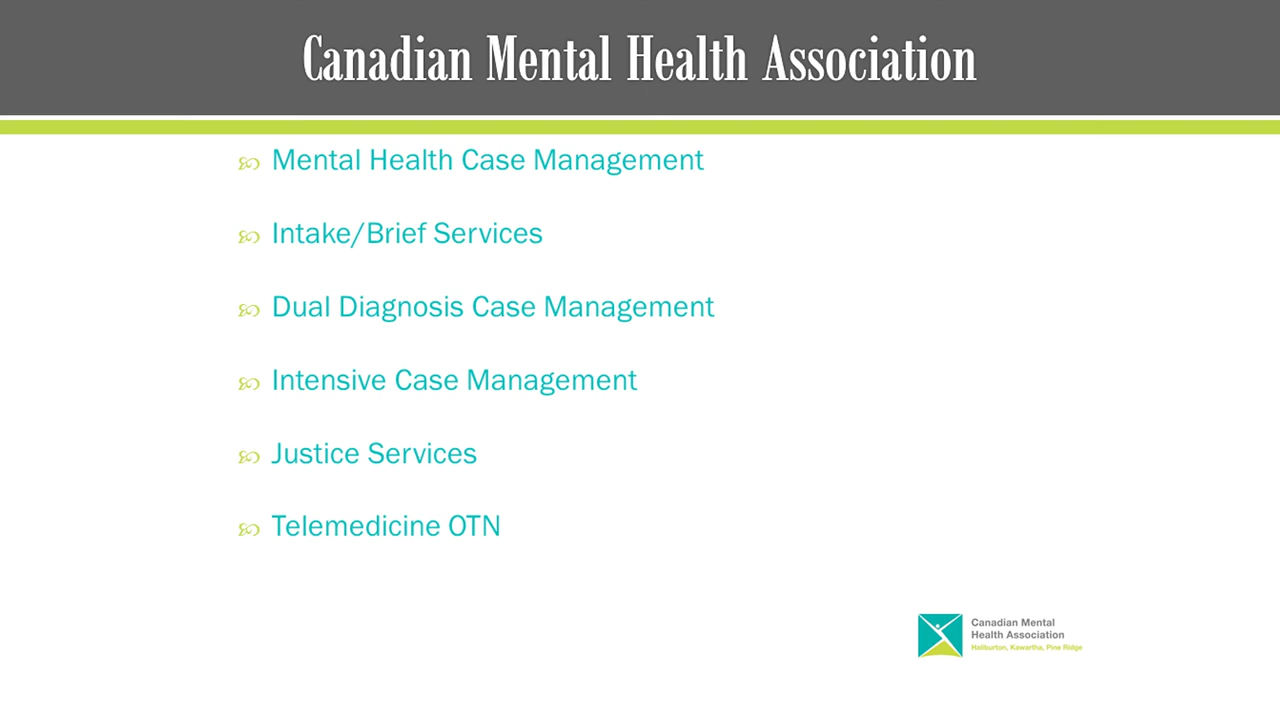 Canadian Mental Health Association
Mental Health Case Management
Intake/Brief Services
Dual Diagnosis Case Management
Intensive Case Management
Justice Services
Telemedicine OTN
Canadian Mental
Health Association
Haliburton, Kawartha, Pine Ridge